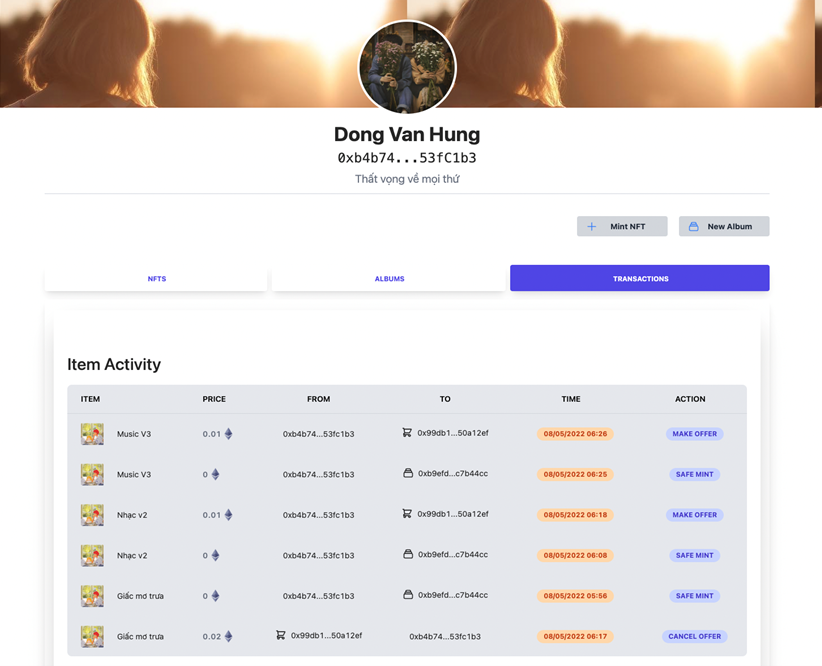 Dong Van Hung
0xb4b74...53fC1b3
Thất vọng về mọi thứ
Mint NFT New Album
NFTS ALBUMS TRANSACTIONS
Item Activity
ITEM PRICE FROM TO TIME ACTION
Music V3 0.01 0xb4b74...53fc1b3 0x99db1...50a12ef 08/05/2022 06:26 MAKE OFFER
Music V3 0 0xb4b74...53fc1b3 0xb9efd...c7b44cc 08/05/2022 06:25 SAFE MINT
Nhạc v2 0.01 0xb4b74...53fc1b3 0x99db1...50a12ef 08/05/2022 06:18 MAKE OFFER
Nhạc v2 0 0xb4b74...53fc1b3 0xb9efd...c7b44cc 08/05/2022 06:08 SAFE MINT
Giấc mơ trưa 0 0xb4b74...53fc1b3 0xb9efd...c7b44cc 08/05/2022 05:56 SAFE MINT
Giấc mơ trưa 0.02 0x99db1...50a12ef 0xb4b74...53fc1b3 08/05/2022 06:17 CANCEL OFFER